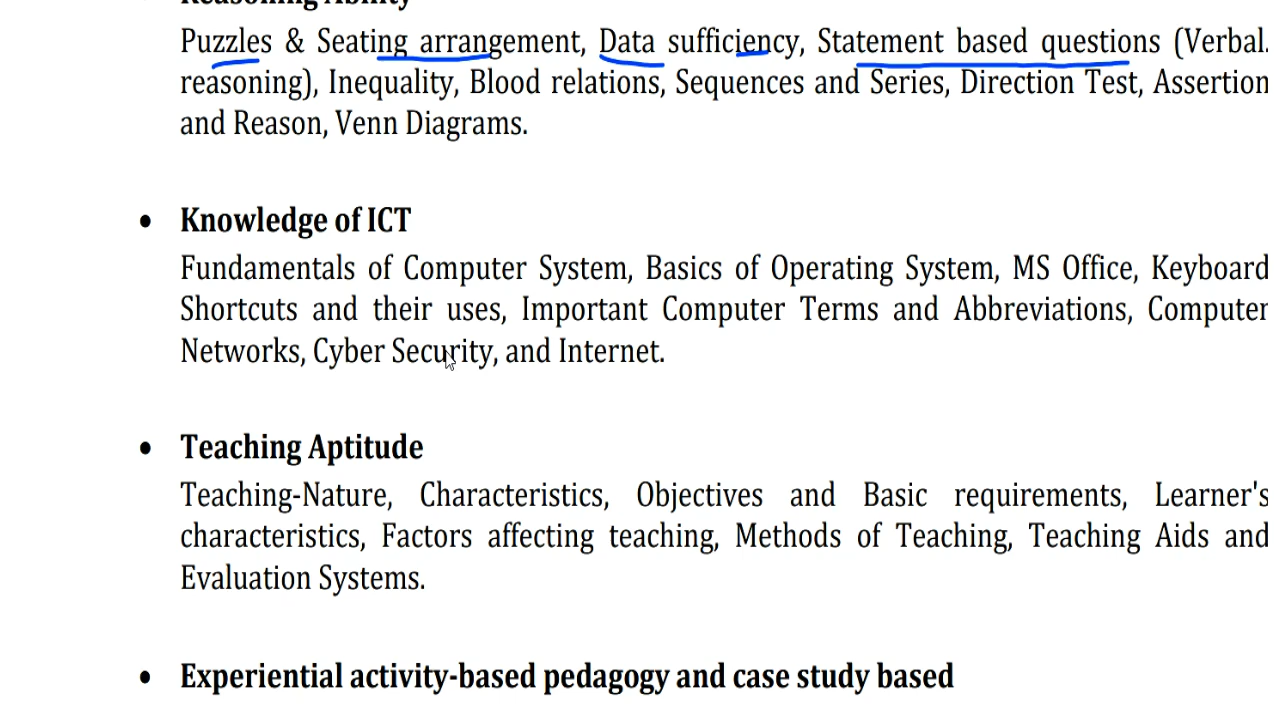 Reasoning Ability
Puzzles & Seating arrangement, Data sufficiency, Statement based questions (Verbal
reasoning), Inequality, Blood relations, Sequences and Series, Direction Test, Assertion
and Reason, Venn Diagrams.
• Knowledge of ICT
Fundamentals of Computer System, Basics of Operating System, MS Office, Keyboard
Shortcuts and their uses, Important Computer Terms and Abbreviations, Computer
Networks, Cyber Security, and Internet.
• Teaching Aptitude
Teaching-Nature, Characteristics, Objectives and Basic requirements, Learner's
characteristics, Factors affecting teaching, Methods of Teaching, Teaching Aids and
Evaluation Systems.
• Experiential activity-based pedagogy and case study based